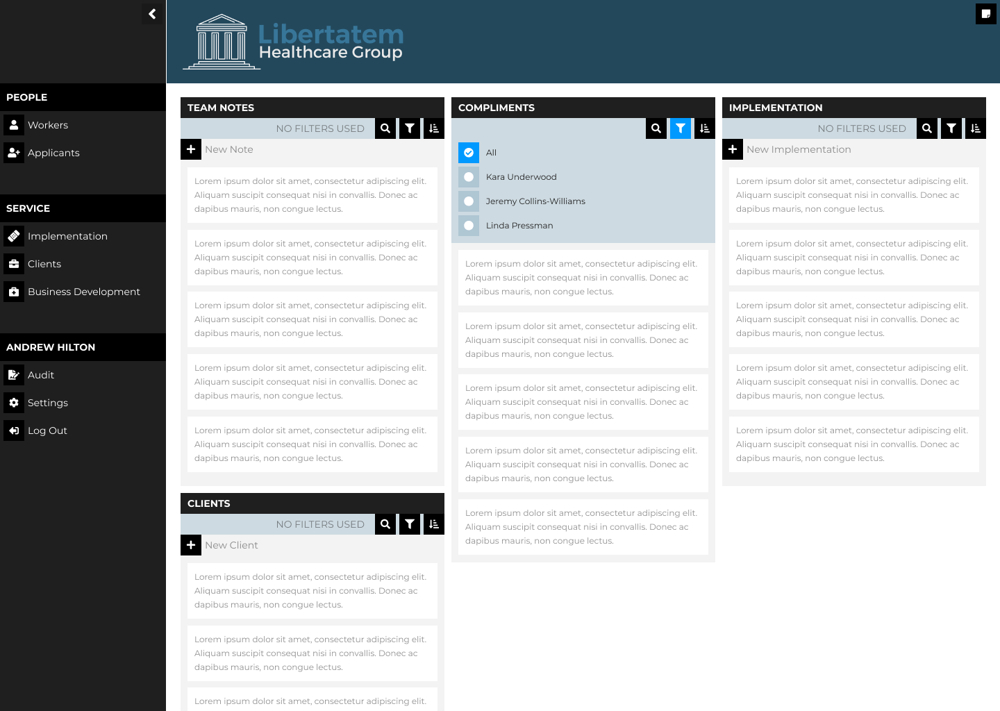 Libertatem
Healthcare Group
PEOPLE
Workers
Applicants
SERVICE
Implementation
Clients
Business Development
ANDREW HILTON
Audit
Settings
Log Out
TEAM NOTES
NO FILTERS USED
New Note
Lorem ipsum dolor sit amet, consectetur adipiscing elit.
Aliquam suscipit consequat nisi in convallis. Donec ac
dapibus mauris, non congue lectus.
Lorem ipsum dolor sit amet, consectetur adipiscing elit.
Aliquam suscipit consequat nisi in convallis. Donec ac
dapibus mauris, non congue lectus.
Lorem ipsum dolor sit amet, consectetur adipiscing elit.
Aliquam suscipit consequat nisi in convallis. Donec ac
dapibus mauris, non congue lectus.
Lorem ipsum dolor sit amet, consectetur adipiscing elit.
Aliquam suscipit consequat nisi in convallis. Donec ac
dapibus mauris, non congue lectus.
Lorem ipsum dolor sit amet, consectetur adipiscing elit.
Aliquam suscipit consequat nisi in convallis. Donec ac
dapibus mauris, non congue lectus.
CLIENTS
NO FILTERS USED
New Client
Lorem ipsum dolor sit amet, consectetur adipiscing elit.
Aliquam suscipit consequat nisi in convallis. Donec ac
dapibus mauris, non congue lectus.
Lorem ipsum dolor sit amet, consectetur adipiscing elit.
Aliquam suscipit consequat nisi in convallis. Donec ac
dapibus mauris, non congue lectus.
Lorem ipsum dolor sit amet, consectetur adipiscing elit.
COMPLIMENTS
All
Kara Underwood
Jeremy Collins-Williams
Linda Pressman
Lorem ipsum dolor sit amet, consectetur adipiscing elit.
Aliquam suscipit consequat nisi in convallis. Donec ac
dapibus mauris, non congue lectus.
Lorem ipsum dolor sit amet, consectetur adipiscing elit.
Aliquam suscipit consequat nisi in convallis. Donec ac
dapibus mauris, non congue lectus.
Lorem ipsum dolor sit amet, consectetur adipiscing elit.
Aliquam suscipit consequat nisi in convallis. Donec ac
dapibus mauris, non congue lectus.
Lorem ipsum dolor sit amet, consectetur adipiscing elit.
Aliquam suscipit consequat nisi in convallis. Donec ac
dapibus mauris, non congue lectus.
Lorem ipsum dolor sit amet, consectetur adipiscing elit.
Aliquam suscipit consequat nisi in convallis. Donec ac
dapibus mauris, non congue lectus.
IMPLEMENTATION
NO FILTERS USED
New Implementation
Lorem ipsum dolor sit amet, consectetur adipiscing elit.
Aliquam suscipit consequat nisi in convallis. Donec ac
dapibus mauris, non congue lectus.
Lorem ipsum dolor sit amet, consectetur adipiscing elit.
Aliquam suscipit consequat nisi in convallis. Donec ac
dapibus mauris, non congue lectus.
Lorem ipsum dolor sit amet, consectetur adipiscing elit.
Aliquam suscipit consequat nisi in convallis. Donec ac
dapibus mauris, non congue lectus.
Lorem ipsum dolor sit amet, consectetur adipiscing elit.
Aliquam suscipit consequat nisi in convallis. Donec ac
dapibus mauris, non congue lectus.
Lorem ipsum dolor sit amet, consectetur adipiscing elit.
Aliquam suscipit consequat nisi in convallis. Donec ac
dapibus mauris, non congue lectus.